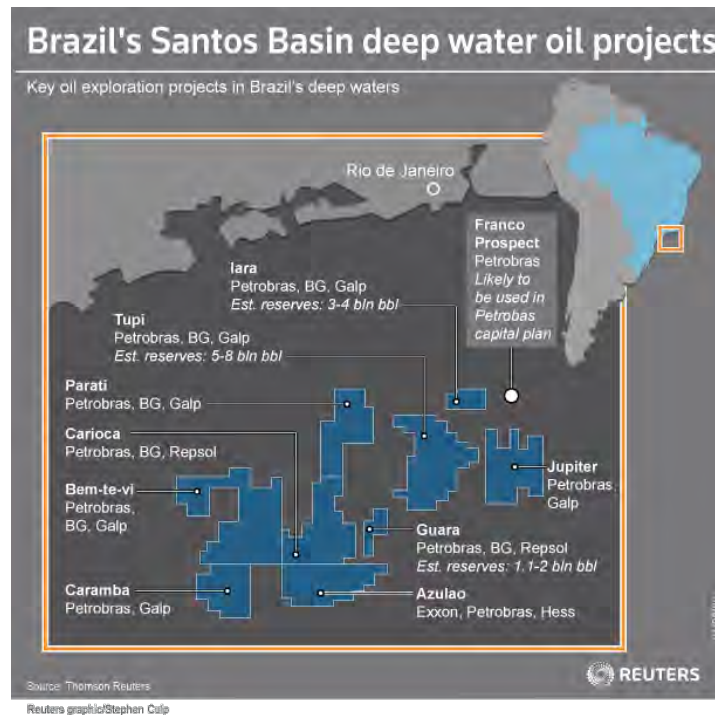 Brazil's Santos Basin deep water oil projects
Key oil exploration projects in Brazil's deep waters
Rio de Janeiro
Franco
Prospect
Petrobras
Likely to
be used in
Petrobas
capital plan
Iara
Petrobras, BG, Galp
Est. reserves: 3-4 bln bbl
Tupi
Petrobras, BG, Galp
Est. reserves: 5-8 bln bbl
Parati
Petrobras, BG, Galp
Carioca
Petrobras, BG, Repsol
Bem-te-vi
Petrobras,
BG, Galp
Jupiter
Petrobras,
Galp
Guara
Petrobras, BG, Repsol
Est. reserves: 1.1-2 bln bbl
Caramba
Petrobras, Galp
Azulao
Exxon, Petrobras, Hess
Source: Thomson Reuters
REUTERS
Reuters graphic/Stephen Culp